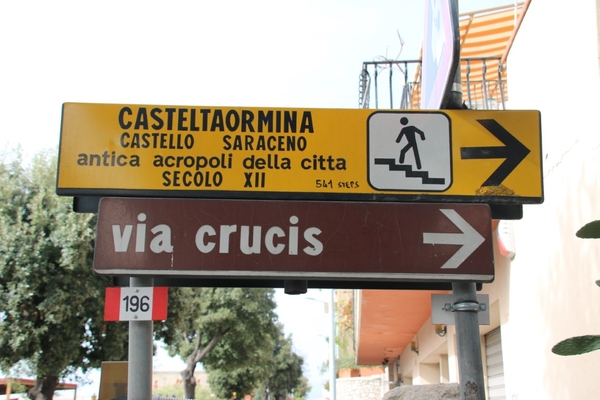 CASTELTAORMINA
CASTELLO SARACENO
antica acropoli della citta
SECOLO XII
541 STEPS
via crucis
196